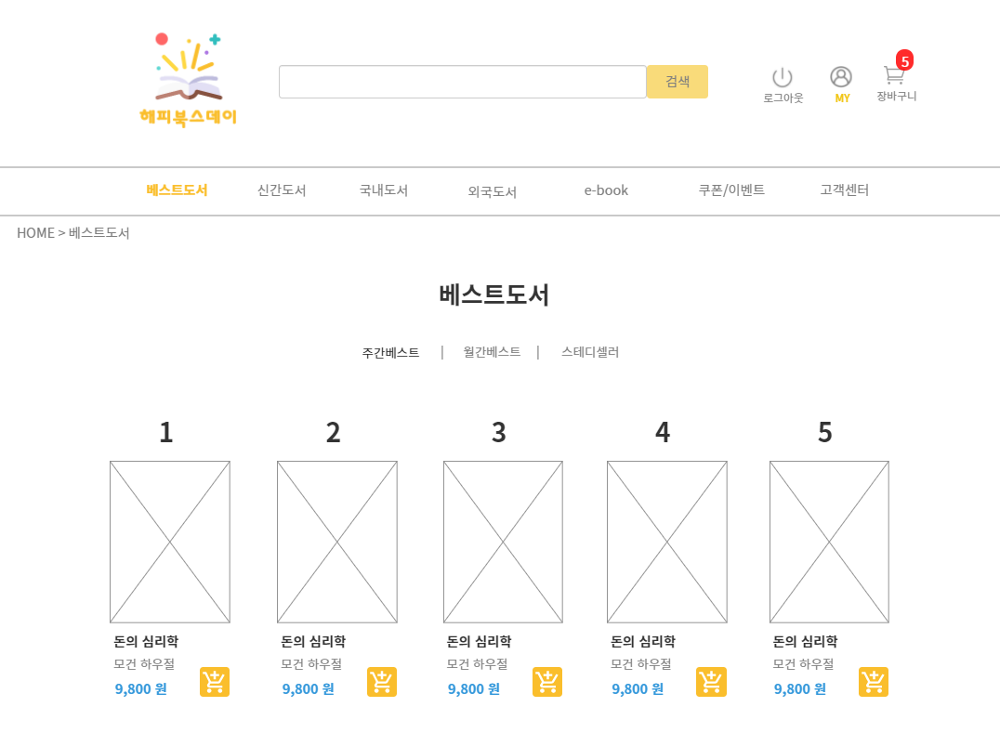 해피북스데이
검색
로그아웃
MY
5
장바구니
베스트도서 신간도서 국내도서 외국도서 e-book 쿠폰/이벤트 고객센터
HOME > 베스트도서
베스트도서
주간베스트 | 월간베스트 | 스테디셀러
1 2 3 4 5
돈의 심리학 돈의 심리학 돈의 심리학 돈의 심리학 돈의 심리학
모건 하우절 모건 하우절 모건 하우절 모건 하우절 모건 하우절
9,800 원 9,800 원 9,800 원 9,800 원 9,800 원